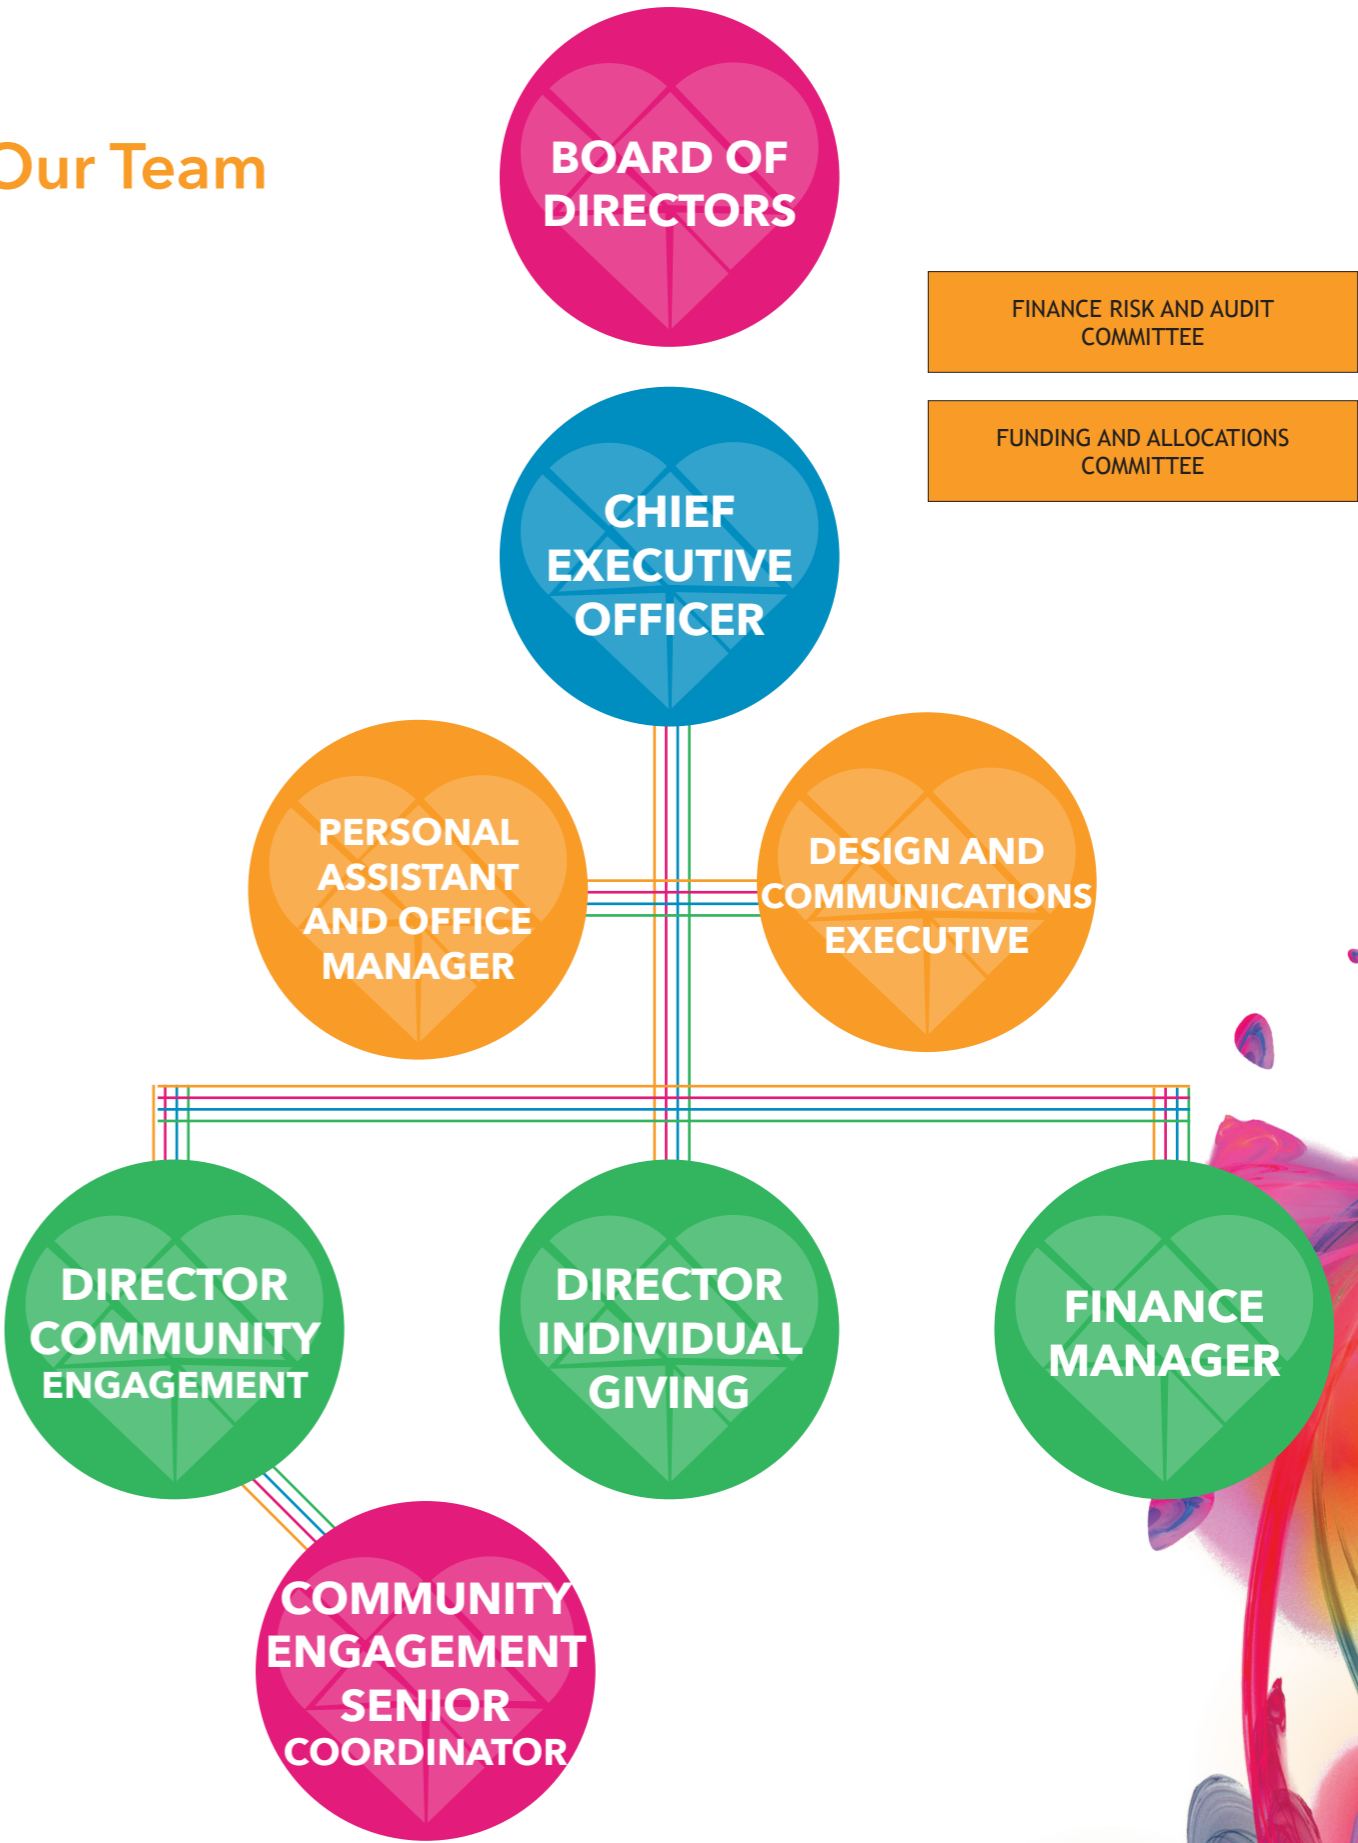 Our Team
BOARD OF
DIRECTORS
FINANCE RISK AND AUDIT
COMMITTEE
FUNDING AND ALLOCATIONS
COMMITTEE
CHIEF
EXECUTIVE
OFFICER
PERSONAL
ASSISTANT
AND OFFICE
MANAGER
DESIGN AND
COMMUNICATIONS
EXECUTIVE
DIRECTOR
COMMUNITY
ENGAGEMENT
DIRECTOR
INDIVIDUAL
GIVING
FINANCE
MANAGER
COMMUNITY
ENGAGEMENT
SENIOR
COORDINATOR